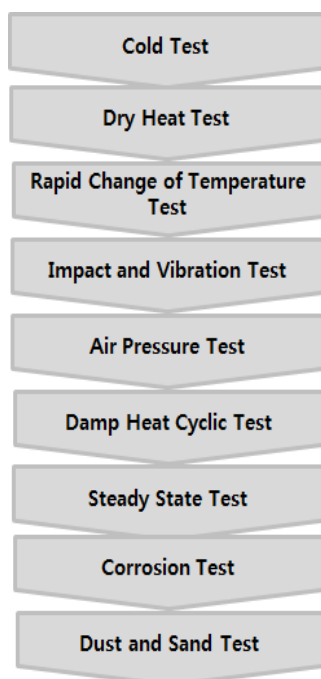 Cold Test
Dry Heat Test
Rapid Change of Temperature
Test
Impact and Vibration Test
Air Pressure Test
Damp Heat Cyclic Test
Steady State Test
Corrosion Test
Dust and Sand Test